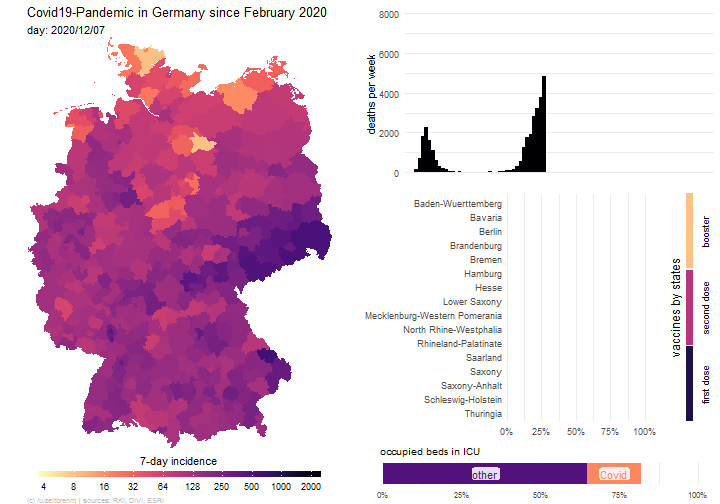 Covid19-Pandemic in Germany since February 2020
day: 2020/12/07
7-day incidence
4 8 16 32 64 125 250 500 1000 2000
(c) /u/zeitbremt | sources: RKI, DIVI, ESRI
deaths per week
8000
6000
4000
2000
0
Baden-Wuerttemberg
Bavaria
Berlin
Brandenburg
Bremen
Hamburg
Hesse
Lower Saxony
Mecklenburg-Western Pomerania
North Rhine-Westphalia
Rhineland-Palatinate
Saarland
Saxony
Saxony-Anhalt
Schleswig-Holstein
Thuringia
0% 25% 50% 75% 100%
vaccines by states
booster
second dose
first dose
occupied beds in ICU
other
Covid
0% 25% 50% 75% 100%